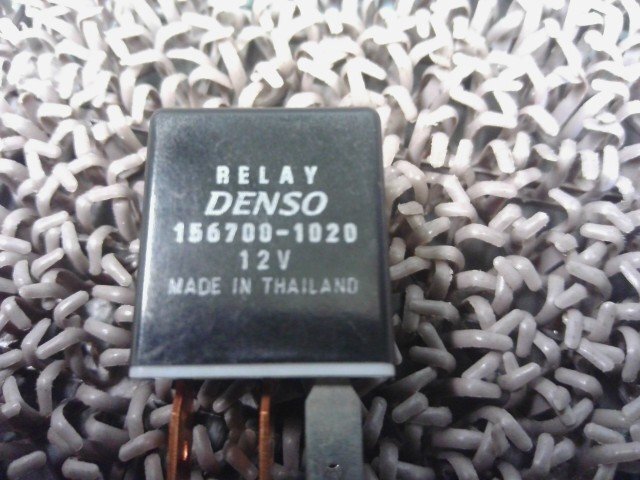 RELAY
DENSO
156700-1020
12V
MADE IN THAILAND